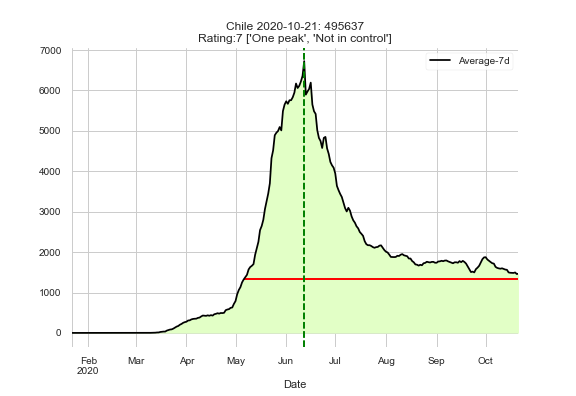 Chile 2020-10-21: 495637
Rating:7 ['One peak', 'Not in control']
Average-7d
7000
6000
5000
4000
3000
2000
1000
0
Feb Mar Apr May Jun Jul Aug Sep Oct
2020
Date